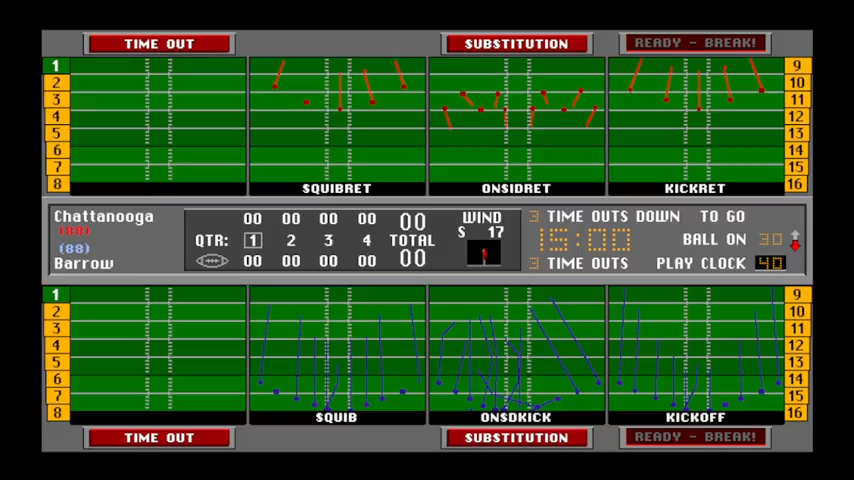 TIME OUT SUBSTITUTION READY - BREAK!
1 9
2 10
3 11
4 12
5 13
6 14
7 15
8 SQUIBRET ONSIDRET KICKRET 16
Chattanooga 00 00 00 00 00 WIND 3 TIME OUTS DOWN TO GO
(88) S 17
QTR: 1 2 3 4 TOTAL 15:00 BALL ON 30
(88)
Barrow 00 00 00 00 00 3 TIME OUTS PLAY CLOCK 40
1 9
2 10
3 11
4 12
5 13
6 14
7 15
8 SQUIB ONSDKICK KICKOFF 16
TIME OUT SUBSTITUTION READY - BREAK!